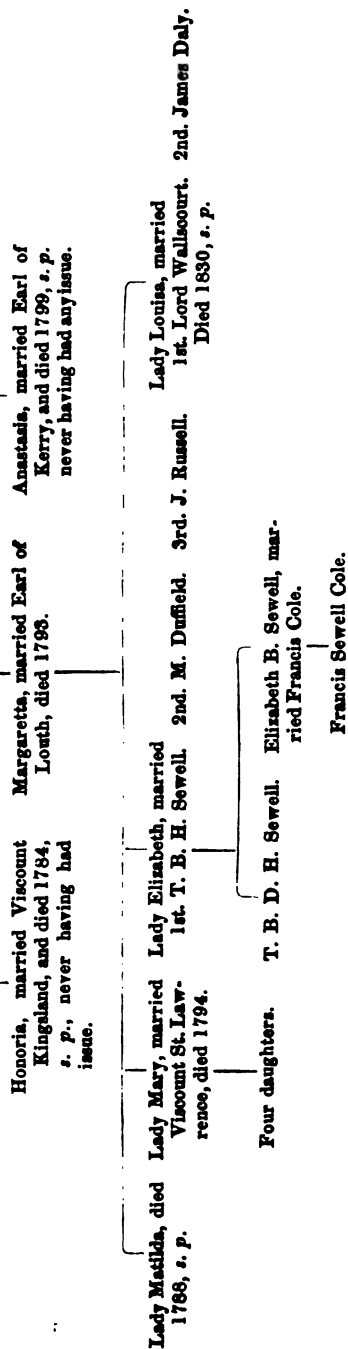 Honoria, married Viscount
Kingsland, and died 1784,
s. p., never having had
issue.
Margaretta, married Earl of
Louth, died 1793.
Anastasia, married Earl of
Kerry, and died 1799, s. p.
never having had any issue.
Lady Matilda, died
1788, s. p.
Lady Mary, married
Viscount St. Law-
rence, died 1794.
Lady Elizabeth, married
1st. T. B. H. Sewell. 2nd. M. Duffield. 3rd. J. Russell.
Lady Louisa, married
1st. Lord Wallscourt. 2nd. James Daly.
Died 1830, s. p.
Four daughters.
T. B. D. H. Sewell.
Elizabeth B. Sewell, mar-
ried Francis Cole.
Francis Sewell Cole.